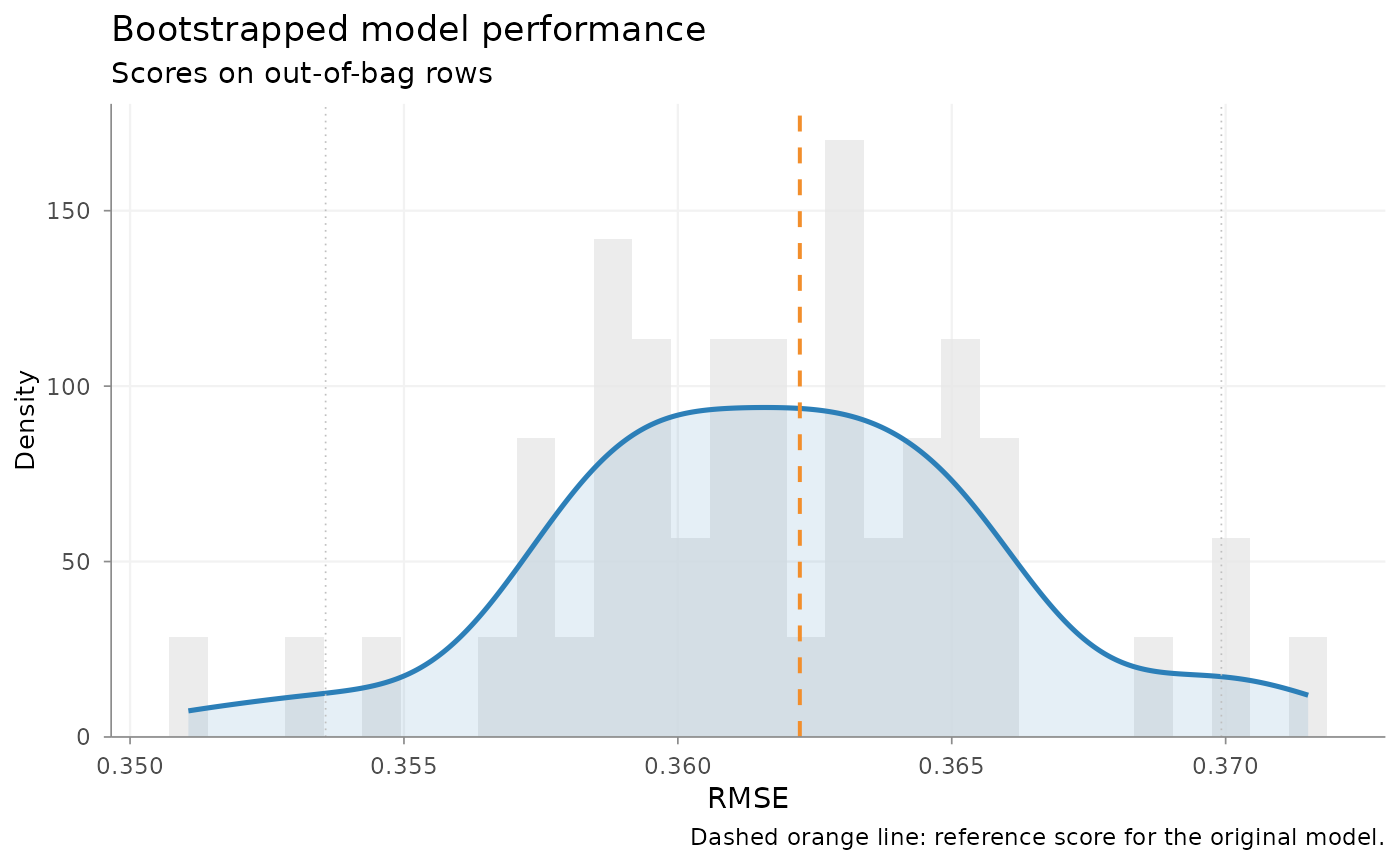 Bootstrapped model performance
Scores on out-of-bag rows
150
100
50
0
Density
0.350 0.355 0.360 0.365 0.370
RMSE
Dashed orange line: reference score for the original model.